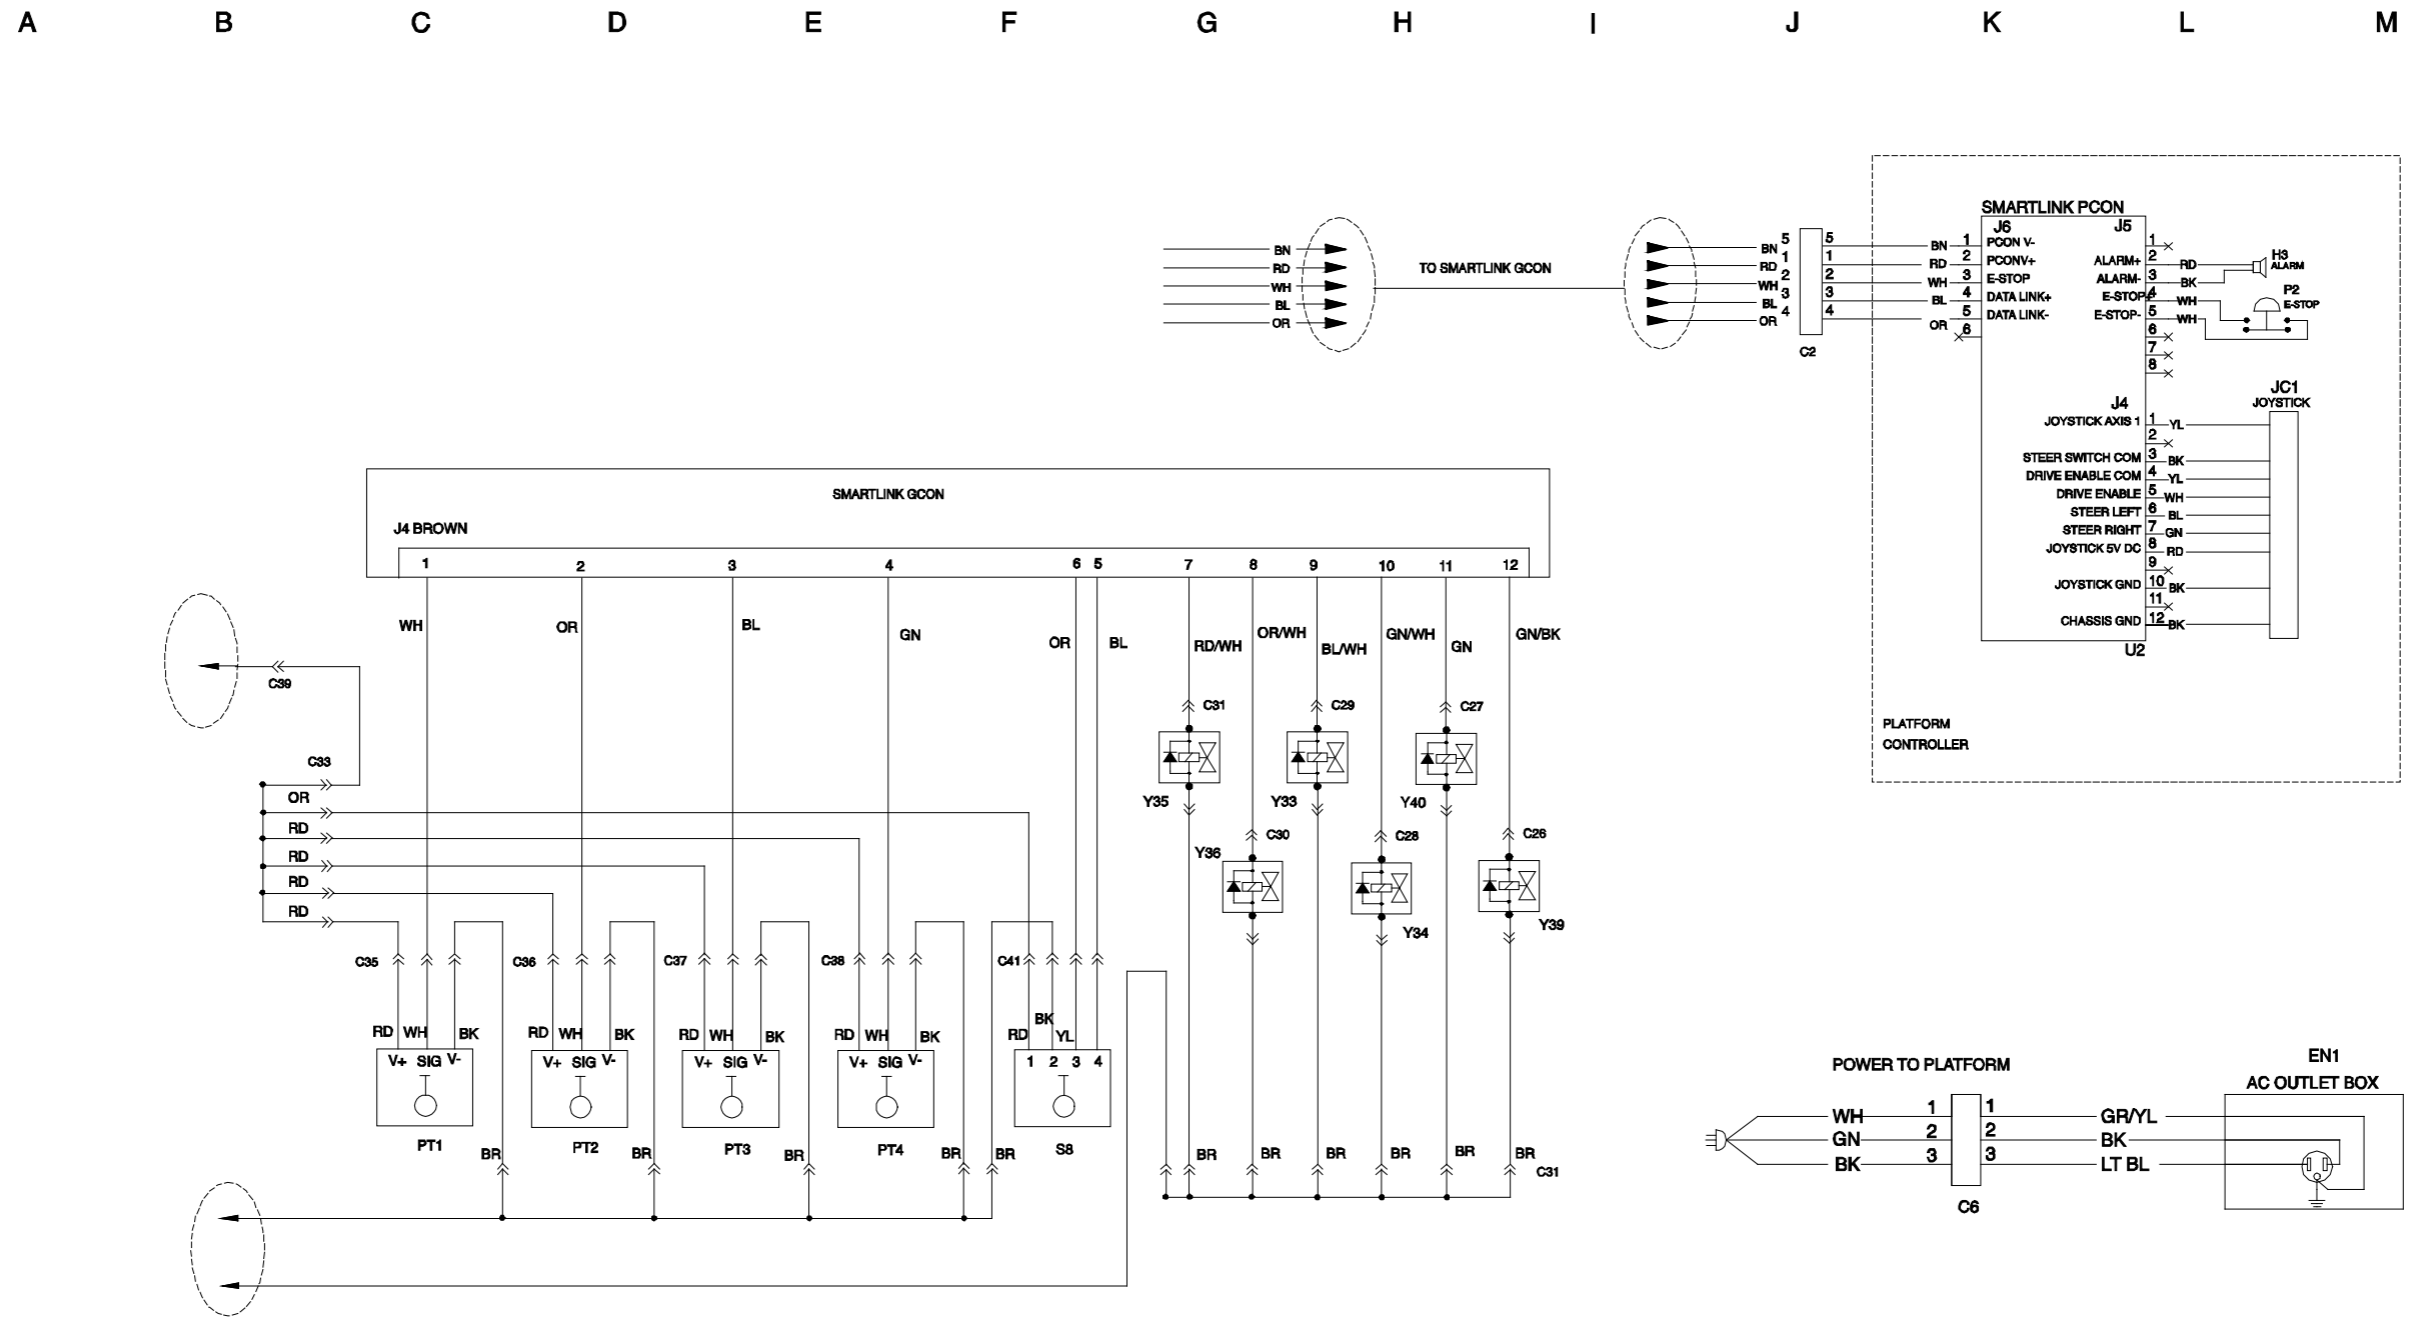 A B C D E F G H I J K L M
SMARTLINK PCON
J6 J5
BN BN 5 5 BN 1 PCON V- 1
RD RD 1 1 RD 2 PCONV+ ALARM+ 2 RD H3 ALARM
WH TO SMARTLINK GCON WH 2 2 WH 3 E-STOP ALARM- 3 BK
BL BL 3 3 BL 4 DATA LINK+ E-STOP+ 4 WH P2 E-STOP
OR OR 4 4 OR 5 DATA LINK- E-STOP- 5 WH
6 6
C2 7
8
JC1
J4 JOYSTICK
JOYSTICK AXIS 1 1 YL
2
STEER SWITCH COM 3 BK
DRIVE ENABLE COM 4 YL
DRIVE ENABLE 5 WH
STEER LEFT 6 BL
STEER RIGHT 7 GN
JOYSTICK 5V DC 8 RD
9
JOYSTICK GND 10 BK
11
CHASSIS GND 12 BK
U2
PLATFORM
CONTROLLER
SMARTLINK GCON
J4 BROWN
1 2 3 4 6 5 7 8 9 10 11 12
WH OR BL GN OR BL RD/WH OR/WH BL/WH GN/WH GN GN/BK
C39
C31 C29 C27
C33
OR
Y35 Y33 Y40
RD
C30 C28 C26
RD
Y36
RD
RD
Y34 Y39
C35 C36 C37 C38 C41
RD WH BK RD WH BK RD WH BK RD WH BK RD BK YL
V+ SIG V- V+ SIG V- V+ SIG V- V+ SIG V- 1 2 3 4
PT1 PT2 PT3 PT4 S8
BR BR BR BR BR BR BR BR BR BR BR
C31
POWER TO PLATFORM
EN1
AC OUTLET BOX
WH 1 1 GR/YL
GN 2 2 BK
BK 3 3 LT BL
C6